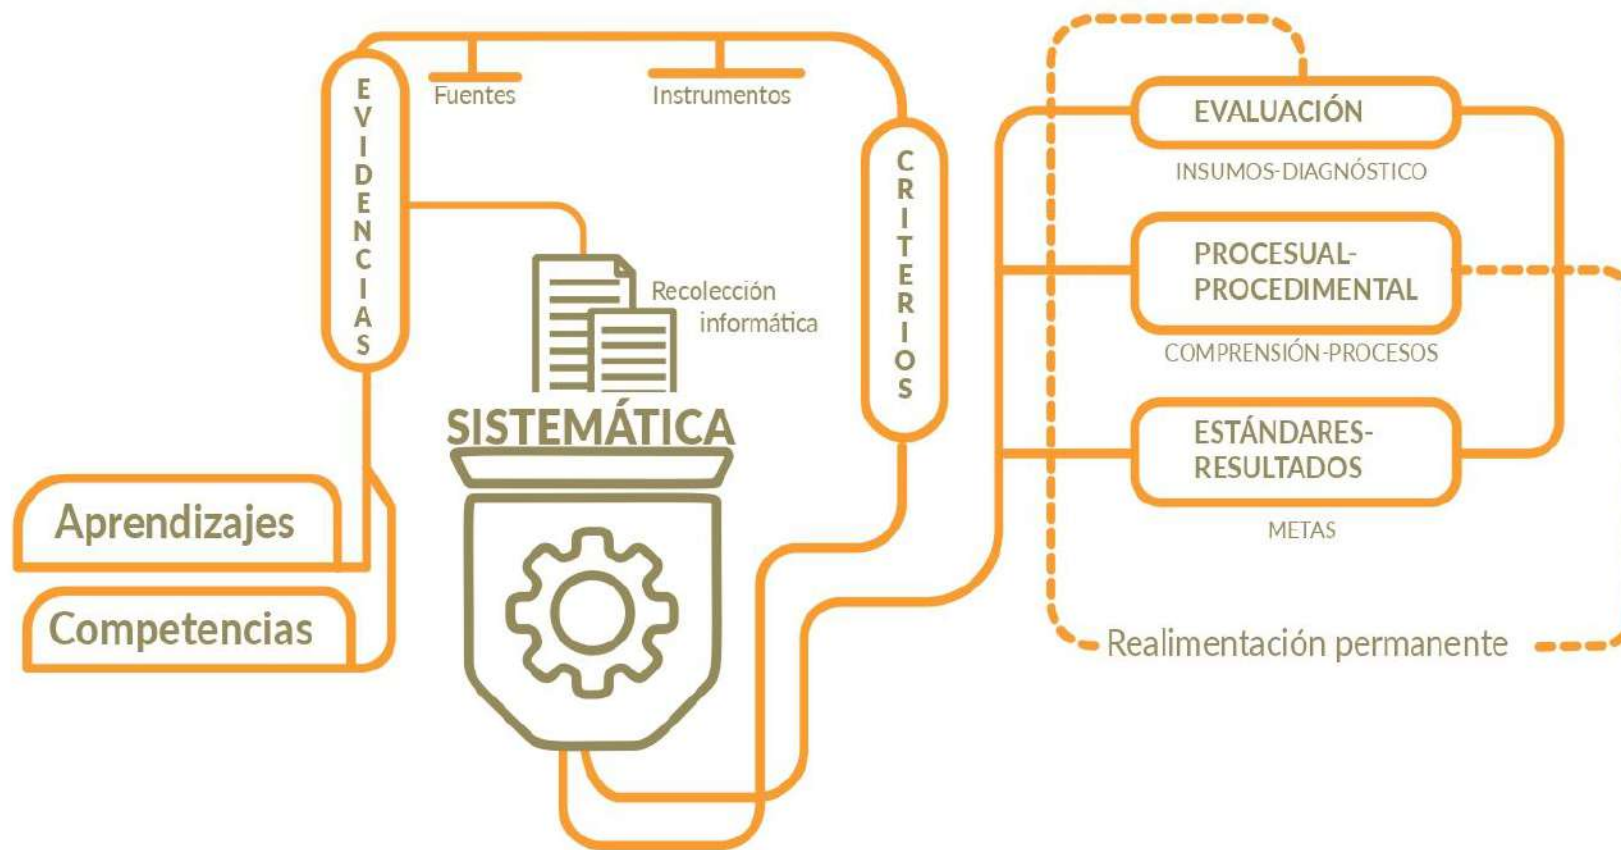 EVIDENCIAS
Fuentes
Instrumentos
CRITERIOS
Recolección
informática
SISTEMÁTICA
Aprendizajes
Competencias
EVALUACIÓN
INSUMOS-DIAGNÓSTICO
PROCESUAL-
PROCEDIMENTAL
COMPRENSIÓN-PROCESOS
ESTÁNDARES-
RESULTADOS
METAS
Realimentación permanente